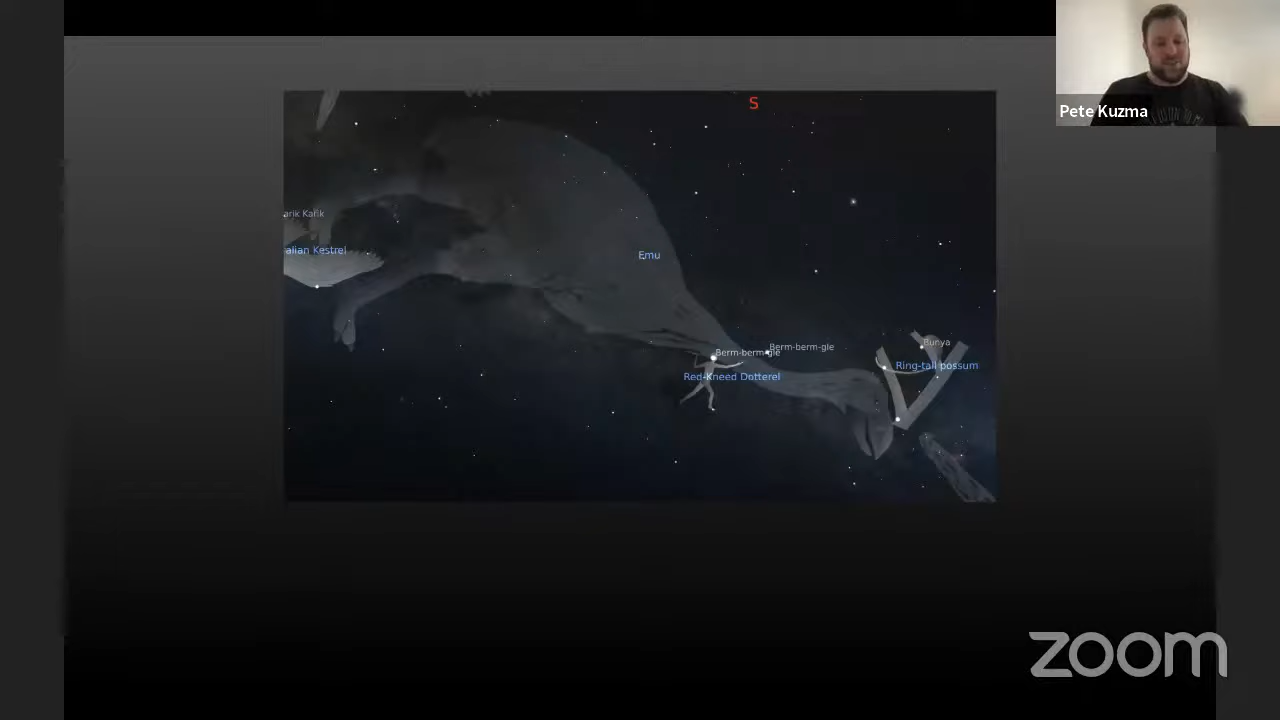 S
Pete Kuzma
arik Karik
alian Kestrel
Emu
Berm-berm-gle
Berm-berm-gle
Red-Kneed Dotterel
Bunya
Ring-tail possum
zoom